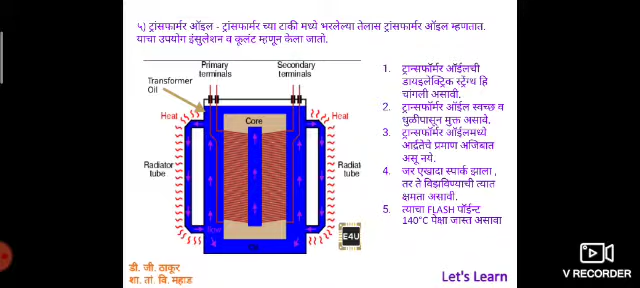 ५) ट्रांसफार्मर ऑइल - ट्रांसफार्मर च्या टाकी मध्ये भरलेल्या तेलास ट्रांसफार्मर ऑइल म्हणतात.
याचा उपयोग इंसुलेशन व कूलंट म्हणून केला जातो.
Primary
terminals
Secondary
terminals
Transformer
Oil
Heat
Core
Heat
Radiator
tube
Radiat
tube
flow
Oil
E4U
1. ट्रान्सफॉर्मर ऑईलची
डायइलेक्ट्रिक स्ट्रेंग्थ हि
चांगली असावी.
2. ट्रान्सफॉर्मर ऑईल स्वच्छ व
धुळीपासून मुक्त असावे.
3. ट्रान्सफॉर्मर ऑईलमध्ये
आर्द्रतेचे प्रमाण अजिबात
असू नये.
4. जर एखादा स्पार्क झाला ,
तर ते विझविण्याची त्यात
क्षमता असावी.
5. त्याचा FLASH पॉईन्ट
140°C पेक्षा जास्त असावा
डी. जी. ठाकूर
शा. तां. वि. महाड
Let's Learn
V RECORDER